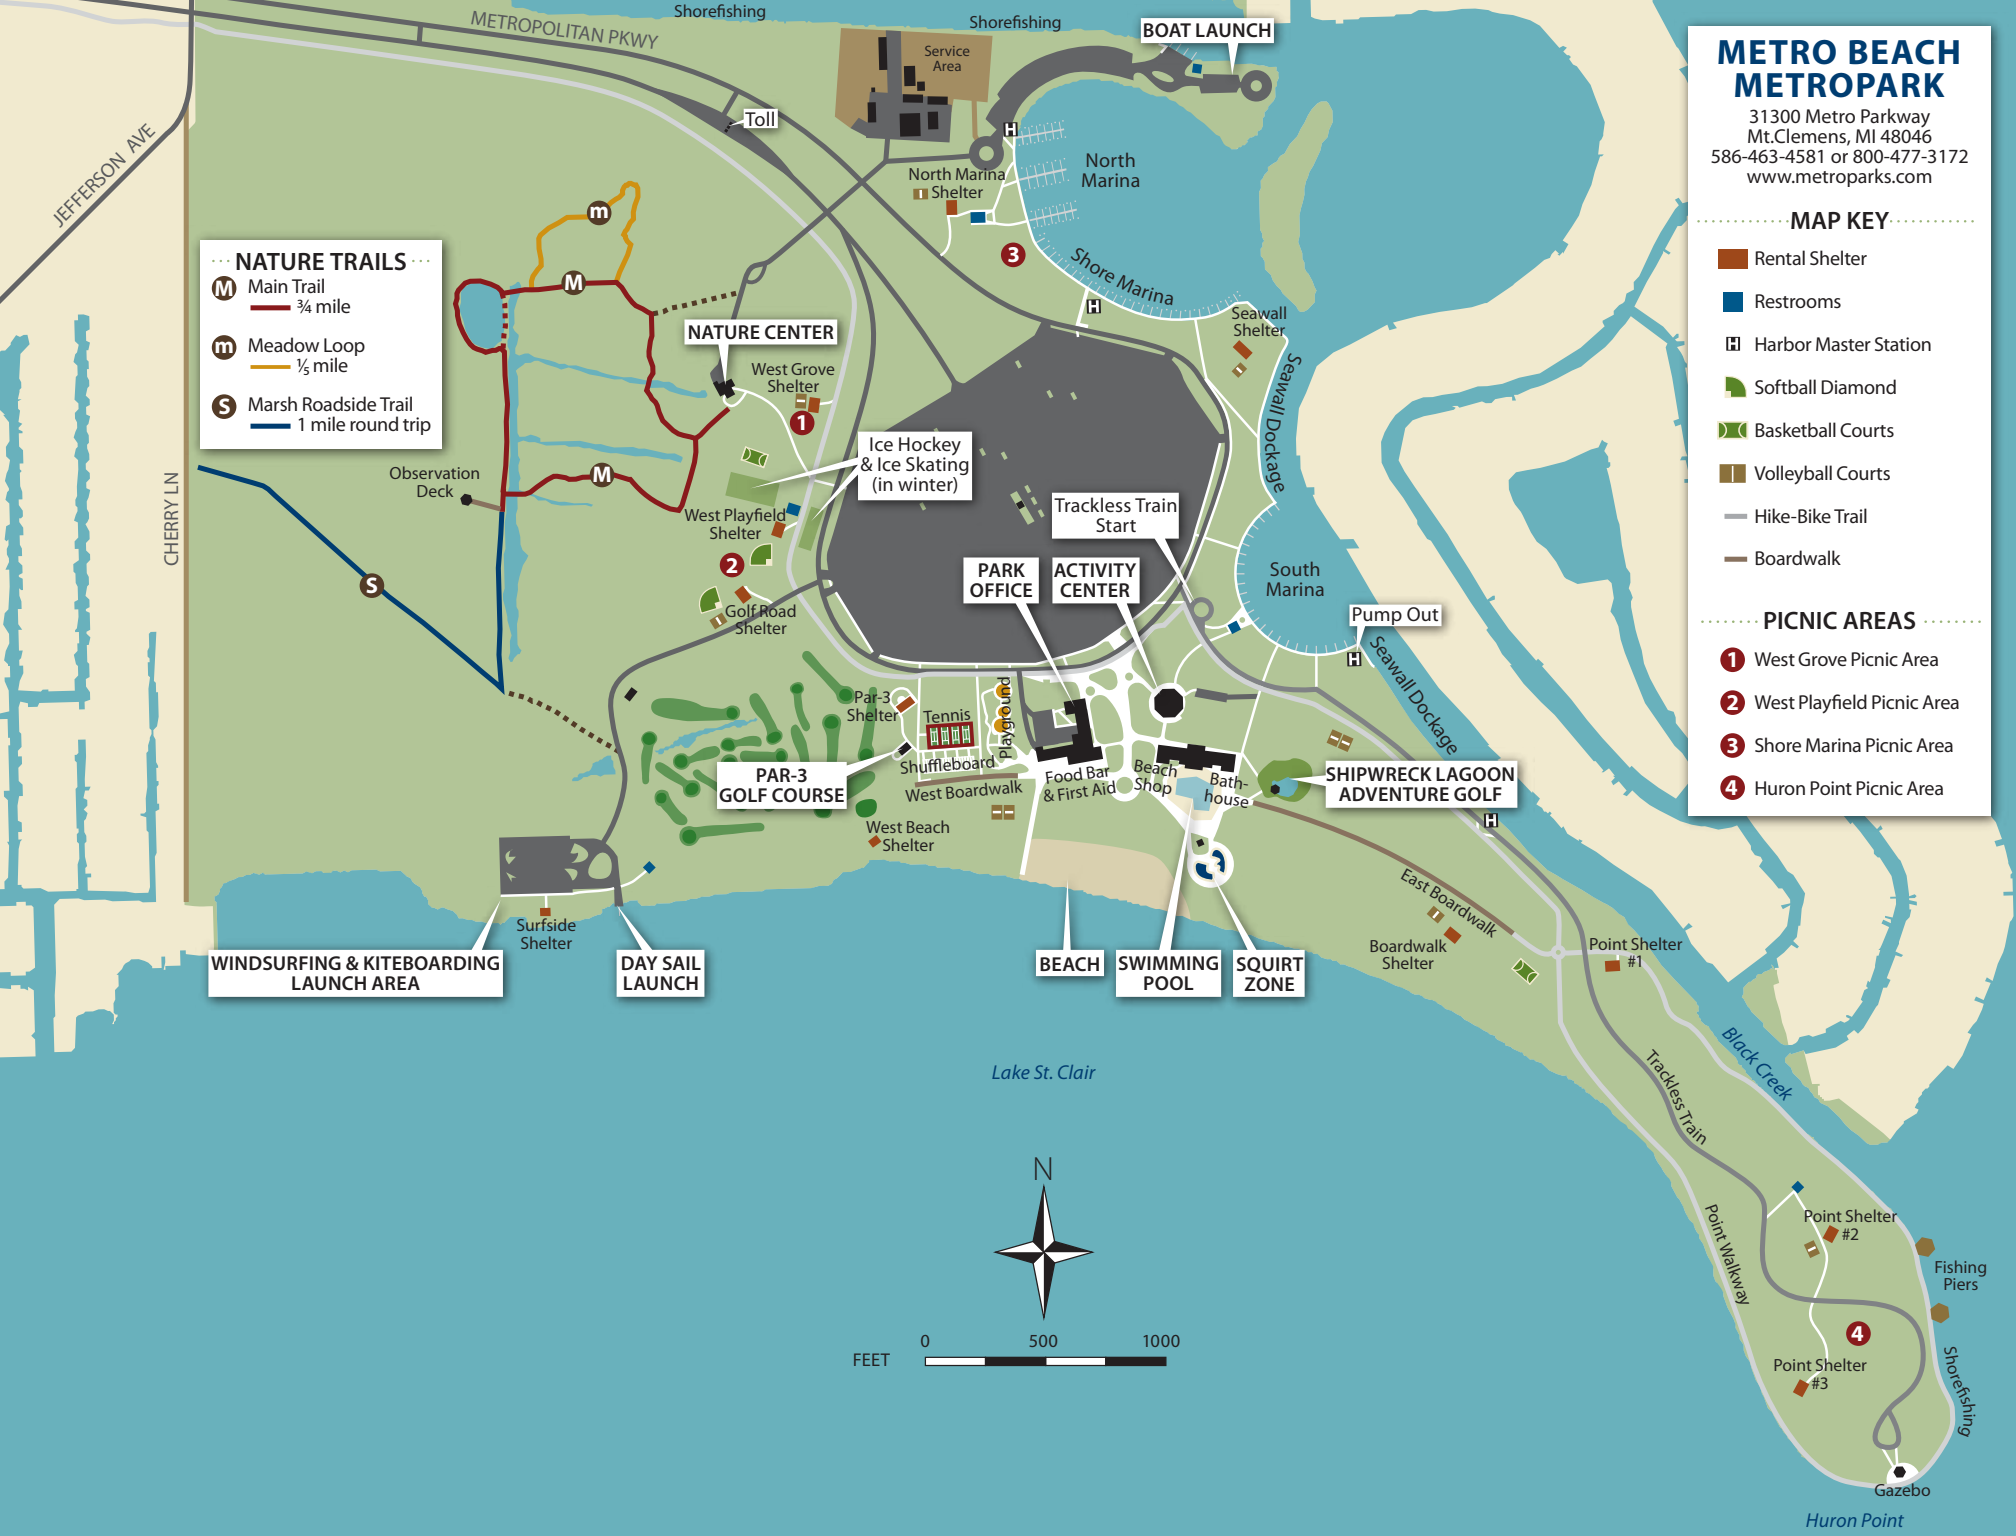 Shorefishing
Shorefishing
METROPOLITAN PKWY
BOAT LAUNCH
Service
Area
Toll
JEFFERSON AVE
CHERRY LN
North
Marina
North Marina
Shelter
3
Shore Marina
Seawall
Shelter
Seawall Dockage
METRO BEACH
METROPARK
31300 Metro Parkway
Mt.Clemens, MI 48046
586-463-4581 or 800-477-3172
www.metroparks.com
MAP KEY
Rental Shelter
Restrooms
H Harbor Master Station
Softball Diamond
Basketball Courts
Volleyball Courts
Hike-Bike Trail
Boardwalk
PICNIC AREAS
1 West Grove Picnic Area
2 West Playfield Picnic Area
3 Shore Marina Picnic Area
4 Huron Point Picnic Area
NATURE TRAILS
M Main Trail
¾ mile
m Meadow Loop
⅕ mile
S Marsh Roadside Trail
1 mile round trip
m
M
M
S
H
H
H
H
Observation
Deck
NATURE CENTER
West Grove
Shelter
1
Ice Hockey
& Ice Skating
(in winter)
West Playfield
Shelter
2
Golf Road
Shelter
Trackless Train
Start
PARK
OFFICE
ACTIVITY
CENTER
South
Marina
Pump Out
Seawall Dockage
Par-3
Shelter
Tennis
Playground
Shuffleboard
PAR-3
GOLF COURSE
West Boardwalk
Food Bar
& First Aid
Beach
Shop
Bath-
house
SHIPWRECK LAGOON
ADVENTURE GOLF
West Beach
Shelter
East Boardwalk
Boardwalk
Shelter
Point Shelter
#1
Surfside
Shelter
WINDSURFING & KITEBOARDING
LAUNCH AREA
DAY SAIL
LAUNCH
BEACH
SWIMMING
POOL
SQUIRT
ZONE
Lake St. Clair
Black Creek
Trackless Train
Point Walkway
Point Shelter
#2
Fishing
Piers
4
Point Shelter
#3
Shorefishing
Gazebo
Huron Point
N
0 500 1000
FEET